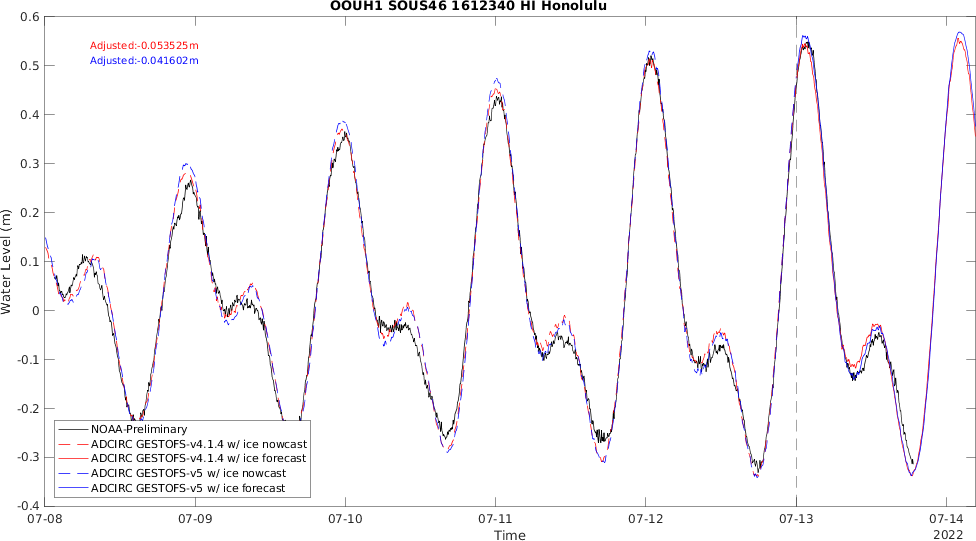 OOUH1 SOUS46 1612340 HI Honolulu
0.6
Adjusted:-0.053525m
Adjusted:-0.041602m
0.5
0.4
0.3
0.2
0.1
0
-0.1
-0.2
-0.3
-0.4
Water Level (m)
NOAA-Preliminary
ADCIRC GESTOFS-v4.1.4 w/ ice nowcast
ADCIRC GESTOFS-v4.1.4 w/ ice forecast
ADCIRC GESTOFS-v5 w/ ice nowcast
ADCIRC GESTOFS-v5 w/ ice forecast
07-08 07-09 07-10 07-11 07-12 07-13 07-14
Time
2022